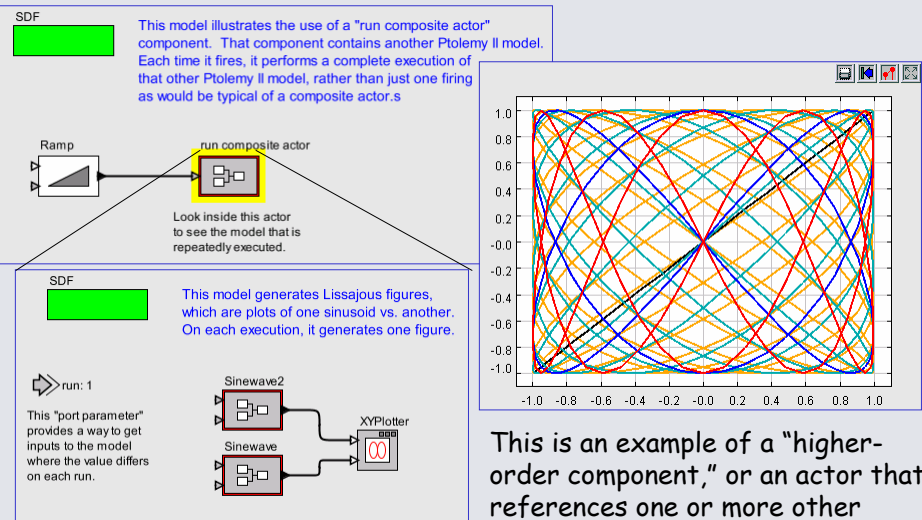 SDF
This model illustrates the use of a "run composite actor"
component. That component contains another Ptolemy II model.
Each time it fires, it performs a complete execution of
that other Ptolemy II model, rather than just one firing
as would be typical of a composite actor.s
Ramp
run composite actor
Look inside this actor
to see the model that is
repeatedly executed.
SDF
This model generates Lissajous figures,
which are plots of one sinusoid vs. another.
On each execution, it generates one figure.
run: 1
This "port parameter"
provides a way to get
inputs to the model
where the value differs
on each run.
Sinewave2
Sinewave
XYPlotter
1.0
0.8
0.6
0.4
0.2
-0.0
-0.2
-0.4
-0.6
-0.8
-1.0
-1.0 -0.8 -0.6 -0.4 -0.2 -0.0 0.2 0.4 0.6 0.8 1.0
This is an example of a “higher-
order component,” or an actor that
references one or more other